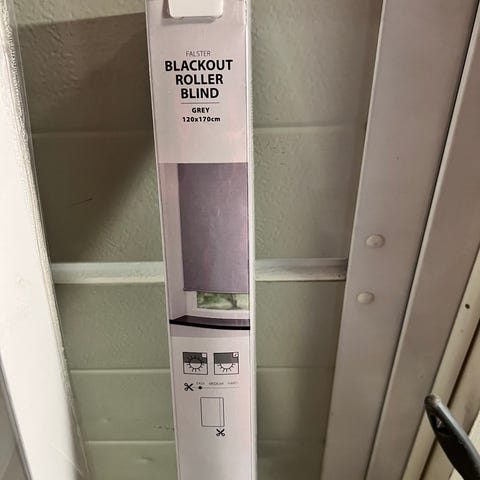 FALSTER
BLACKOUT
ROLLER
BLIND
GREY
120x170cm
EASY MEDIUM HARD